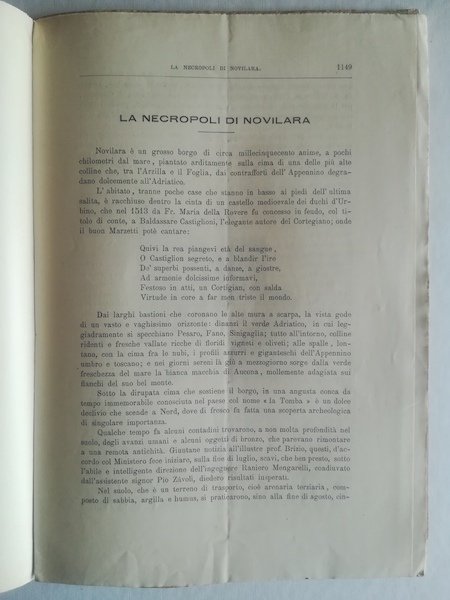 LA NECROPOLI DI NOVILARA. 1149
LA NECROPOLI DI NOVILARA
Novilara è un grosso borgo di circa millecinquecento anime, a pochi
chilometri dal mare, piantato arditamente sulla cima di una delle più alte
colline che, tra l'Arzilla e il Foglia, dai contrafforti dell'Appennino degra-
dano dolcemente all'Adriatico.
L'abitato, tranne poche case che stanno in basso ai piedi dell'ultima
salita, è racchiuso dentro la cinta di un castello medioevale dei duchi d'Ur-
bino, che nel 1543 da Fr. Maria della Rovere fu concesso in feudo, col ti-
tolo di conte, a Baldassare Castiglioni, l'elegante autore del Cortegiano; onde
il buon Marzetti potè cantare:
Quivi la rea piangevi età del sangue,
O Castiglion segreto, e a blandir l'ire
De' superbi possenti, a danze, a giostre,
Ad armonie dolcissime informavi,
Festoso in atti, un Cortigian, con salda
Virtude in core a far men triste il mondo.
Dai larghi bastioni che coronano le alte mura a scarpa, la vista gode
di un vasto e vaghissimo orizzonte: dinanzi il verde Adriatico, in cui leg-
giadramente si specchiano Pesaro, Fano, Sinigaglia; tutto all'intorno, colline
ridenti e fresche vallate ricche di floridi vigneti e oliveti; alle spalle, lon-
tano, con la cima fra le nubi, i profili azzurri e giganteschi dell'Appennino
umbro e toscano; e nei giorni sereni là giù a mezzogiorno sorge dalla verde
freschezza del mare la bianca macchia di Ancona, mollemente adagiata sui
fianchi del suo bel monte.
Sotto la dirupata cima che sostiene il borgo, in una angusta conca di
tempo immemorabile conosciuta nel paese col nome « la Tomba » è un dolce
declivio che scende a Nord, dove di fresco fu fatta una scoperta archeologica
di singolare importanza.
Qualche tempo fa alcuni contadini trovarono, a non molta profondità nel
suolo, degli avanzi umani e alcuni oggetti di bronzo, che parevano rimontare
a una remota antichità. Giuntane notizia all'illustre prof. Brizio, questi, d'ac-
cordo col Ministero fece iniziare, sulla fine di luglio, scavi, che ben presto, sotto
l'abile e intelligente direzione dell'ingegnere Raniero Mengarelli, coadiuvato
dall'assistente signor Pio Závoli, diedero risultati insperati.
Nel suolo, che è un terreno di trasporto, cioè arenaria terziaria, com-
posto di sabbia, argilla e humus, si praticarono, sino alla fine di agosto, cin-